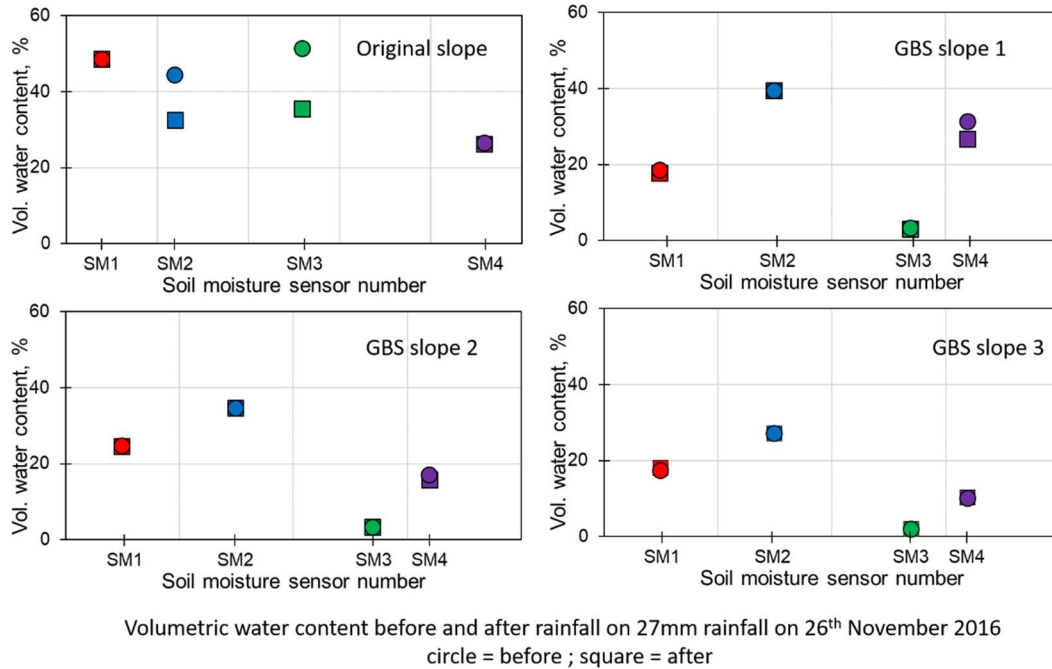 60
40
20
0
Vol. water content, %
Original slope
SM1 SM2 SM3 SM4
Soil moisture sensor number
60
40
20
0
Vol. water content, %
GBS slope 1
SM1 SM2 SM3 SM4
Soil moisture sensor number
60
40
20
0
Vol. water content, %
GBS slope 2
SM1 SM2 SM3 SM4
Soil moisture sensor number
60
40
20
0
Vol. water content, %
GBS slope 3
SM1 SM2 SM3 SM4
Soil moisture sensor number
Volumetric water content before and after rainfall on 27mm rainfall on 26th November 2016
circle = before ; square = after